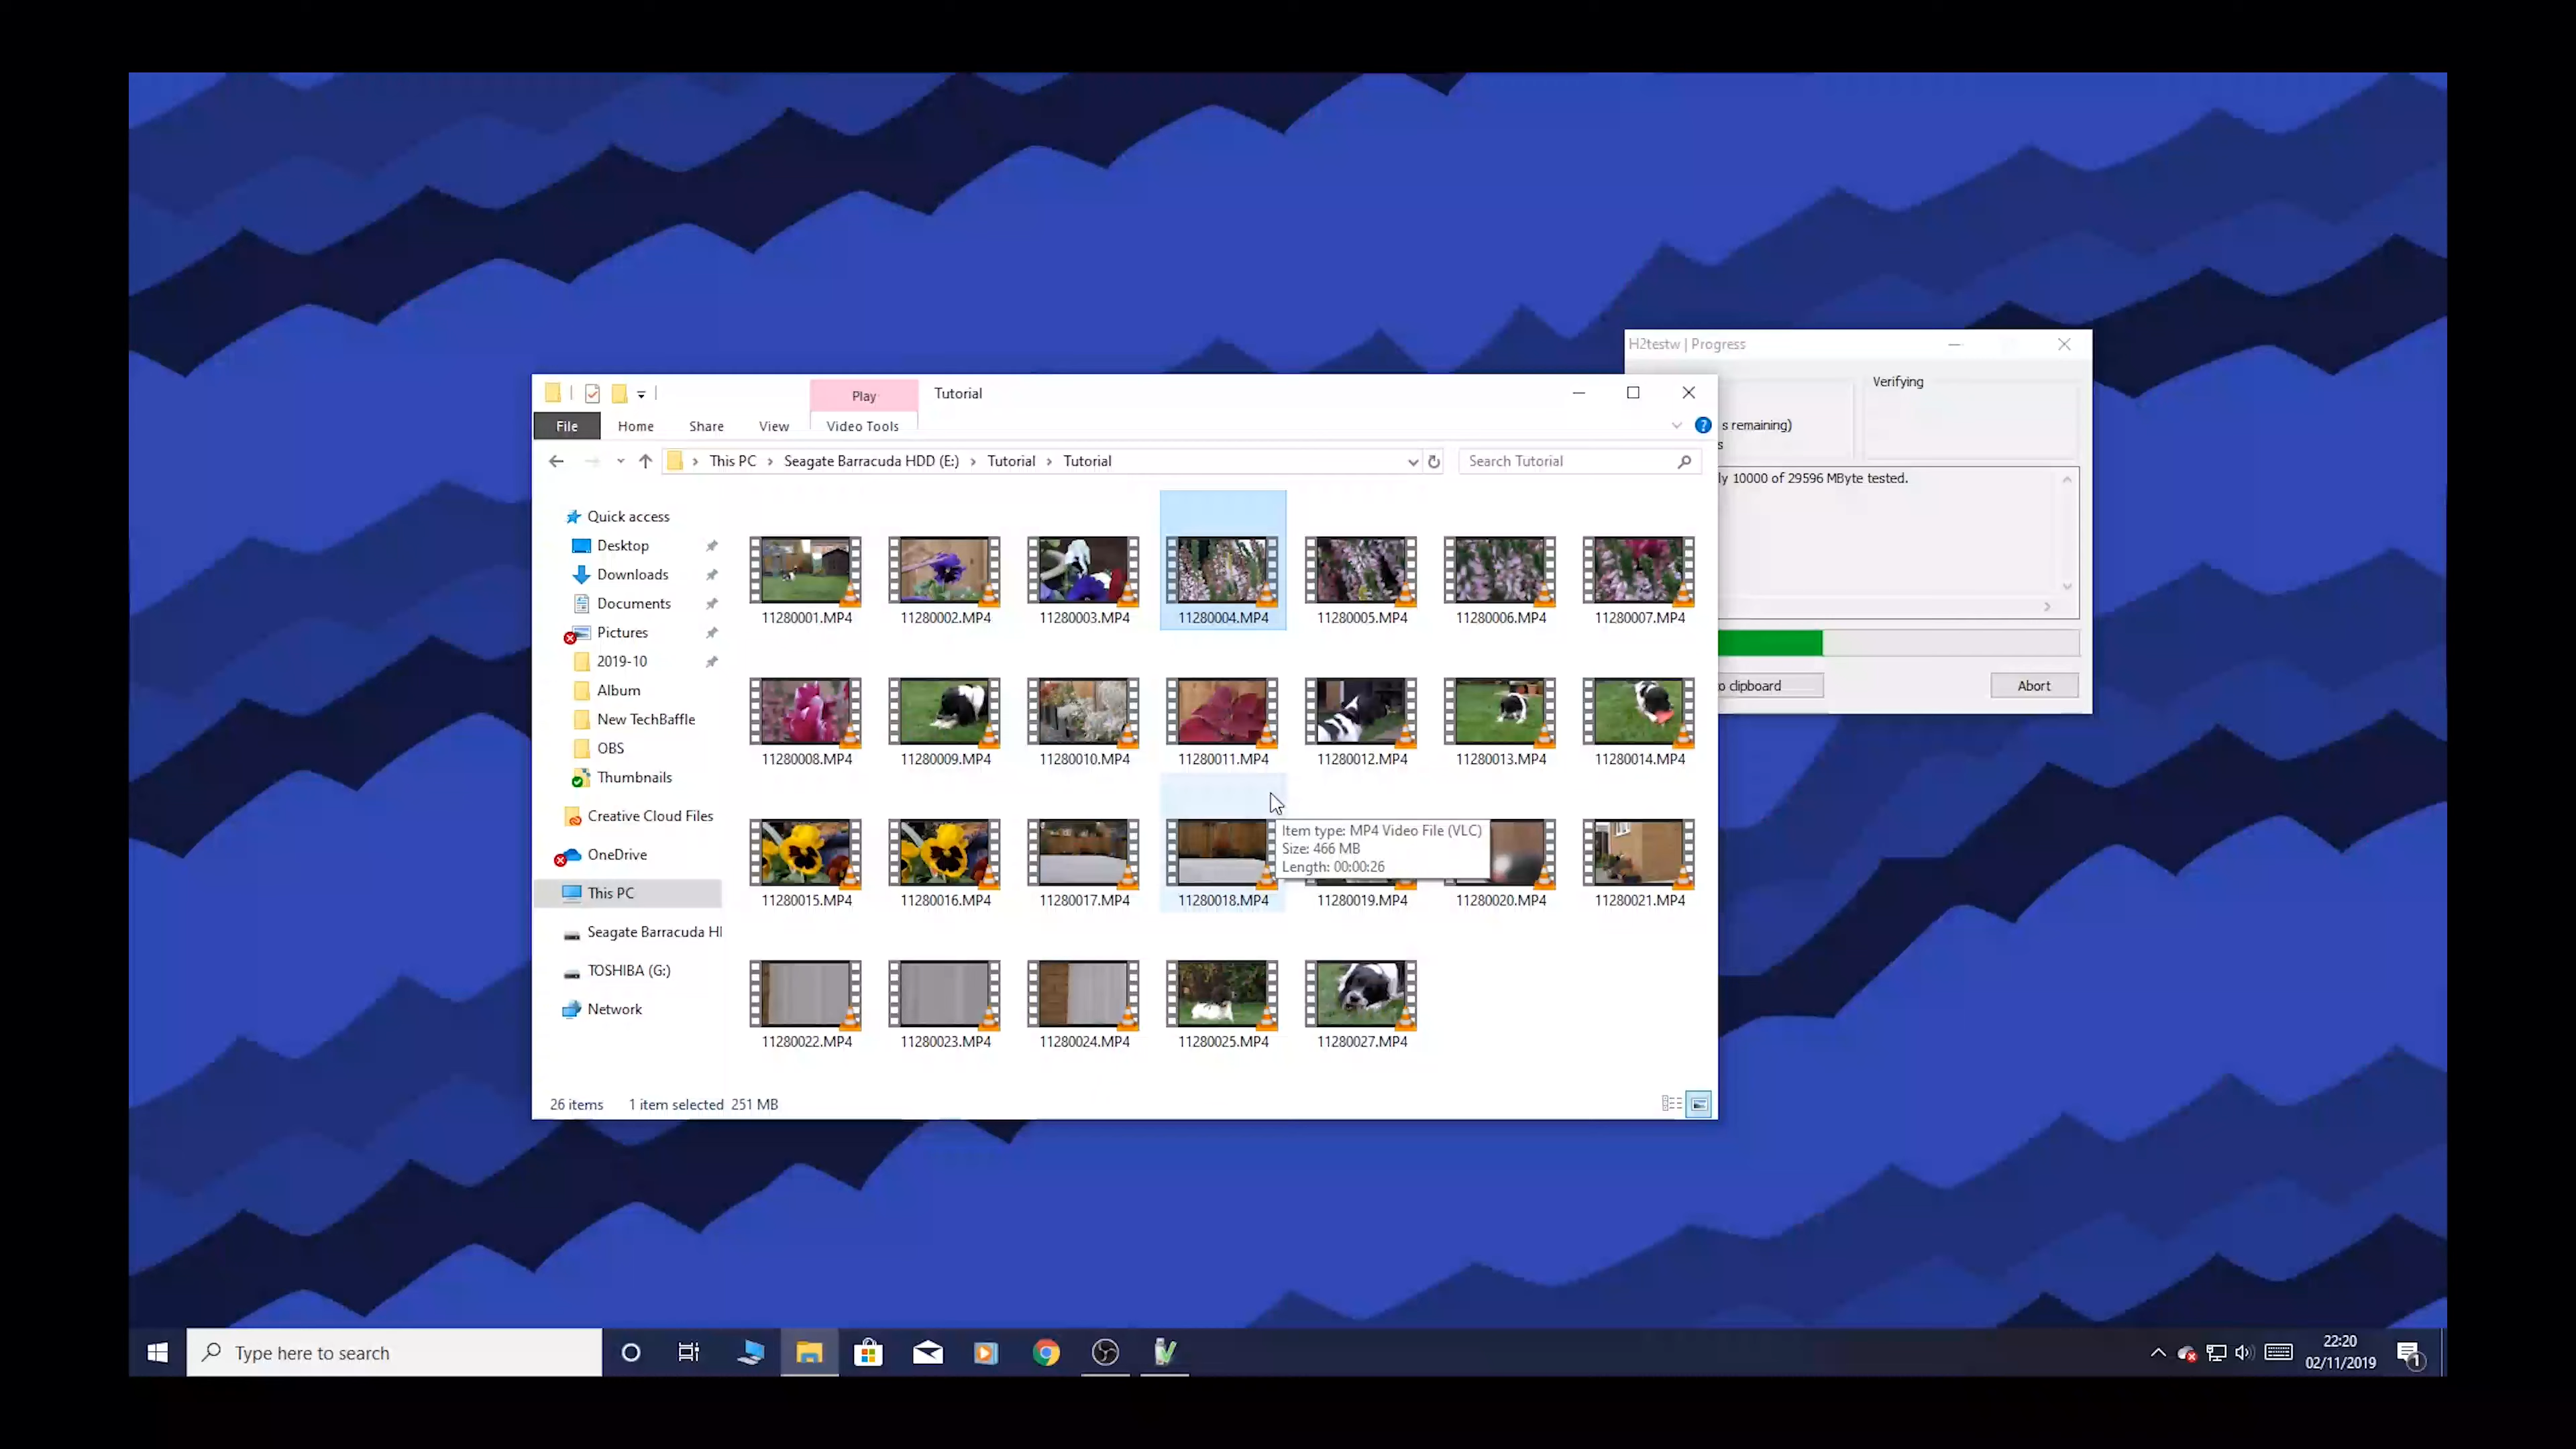 H2testw | Progress
Verifying
s remaining)
s
ly 10000 of 29596 MByte tested.
o clipboard
Abort
Play
Tutorial
File
Home
Share
View
Video Tools
This PC
Seagate Barracuda HDD (E:)
Tutorial
Tutorial
Search Tutorial
Quick access
Desktop
Downloads
Documents
Pictures
2019-10
Album
New TechBaffle
OBS
Thumbnails
Creative Cloud Files
OneDrive
This PC
Seagate Barracuda HI
TOSHIBA (G:)
Network
11280001.MP4
11280002.MP4
11280003.MP4
11280004.MP4
11280005.MP4
11280006.MP4
11280007.MP4
11280008.MP4
11280009.MP4
11280010.MP4
11280011.MP4
11280012.MP4
11280013.MP4
11280014.MP4
Item type: MP4 Video File (VLC)
Size: 466 MB
Length: 00:00:26
11280015.MP4
11280016.MP4
11280017.MP4
11280018.MP4
11280019.MP4
11280020.MP4
11280021.MP4
11280022.MP4
11280023.MP4
11280024.MP4
11280025.MP4
11280027.MP4
26 items
1 item selected 251 MB
Type here to search
22:20
02/11/2019
1